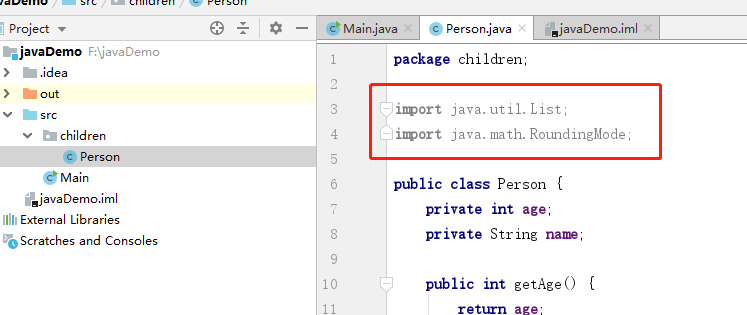 javaDemo src children Person
Project
javaDemo F:\javaDemo
.idea
out
src
children
Person
Main
javaDemo.iml
External Libraries
Scratches and Consoles
Main.java Person.java javaDemo.iml
1 package children;
2
3 import java.util.List;
4 import java.math.RoundingMode;
5
6 public class Person {
7 private int age;
8 private String name;
9
10 public int getAge() {
11 return age;